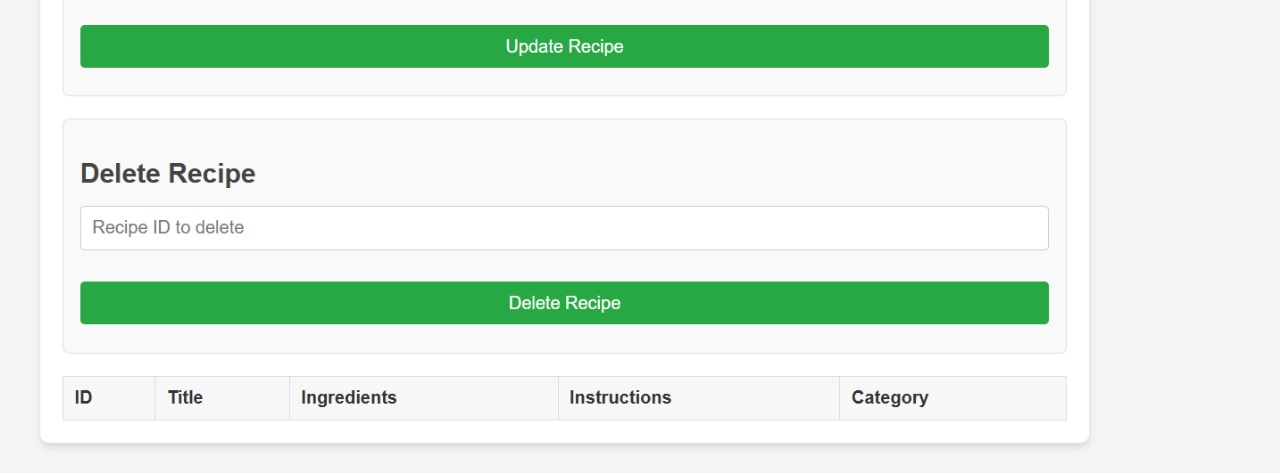 Update Recipe
Delete Recipe
Recipe ID to delete
Delete Recipe
ID Title Ingredients Instructions Category